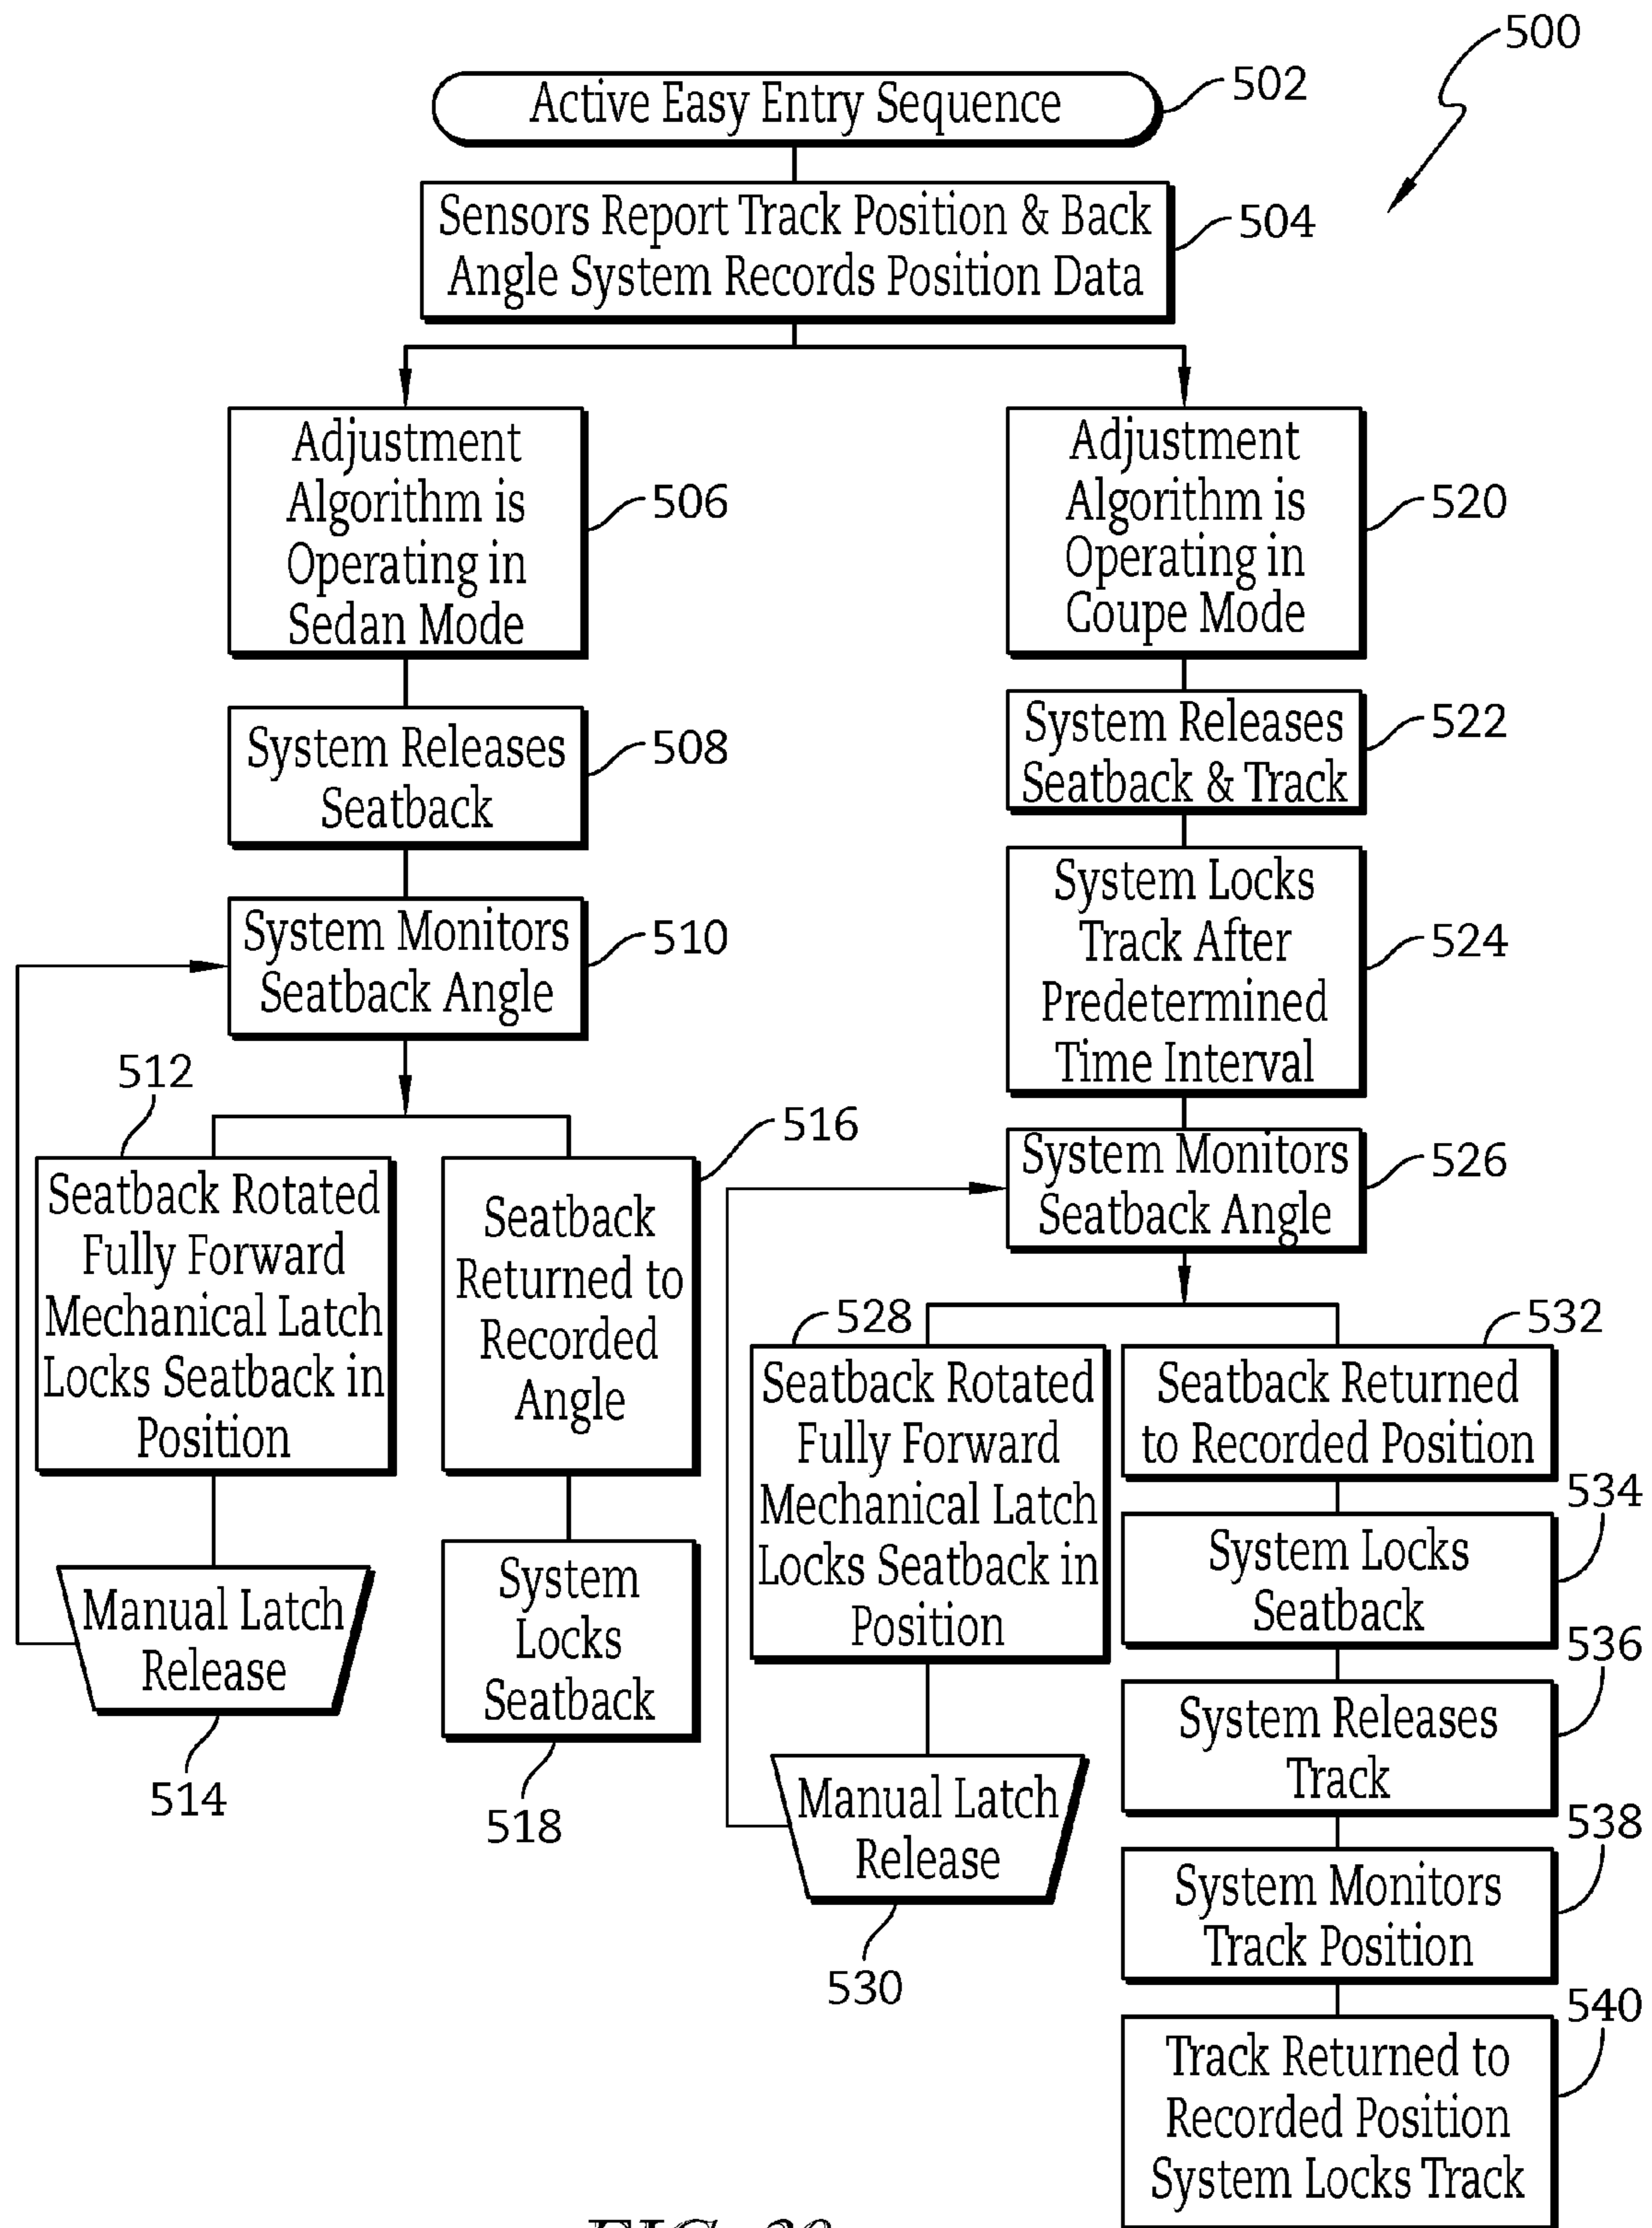 500
Active Easy Entry Sequence
502
Sensors Report Track Position & Back
Angle System Records Position Data
504
Adjustment
Algorithm is
Operating in
Sedan Mode
506
System Releases
Seatback
508
System Monitors
Seatback Angle
510
512
Seatback Rotated
Fully Forward
Mechanical Latch
Locks Seatback in
Position
Manual Latch
Release
514
516
Seatback
Returned to
Recorded
Angle
System
Locks
Seatback
518
Adjustment
Algorithm is
Operating in
Coupe Mode
520
System Releases
Seatback & Track
522
System Locks
Track After
Predetermined
Time Interval
524
System Monitors
Seatback Angle
526
528
Seatback Rotated
Fully Forward
Mechanical Latch
Locks Seatback in
Position
Manual Latch
Release
530
532
Seatback Returned
to Recorded Position
534
System Locks
Seatback
536
System Releases
Track
538
System Monitors
Track Position
540
Track Returned to
Recorded Position
System Locks Track